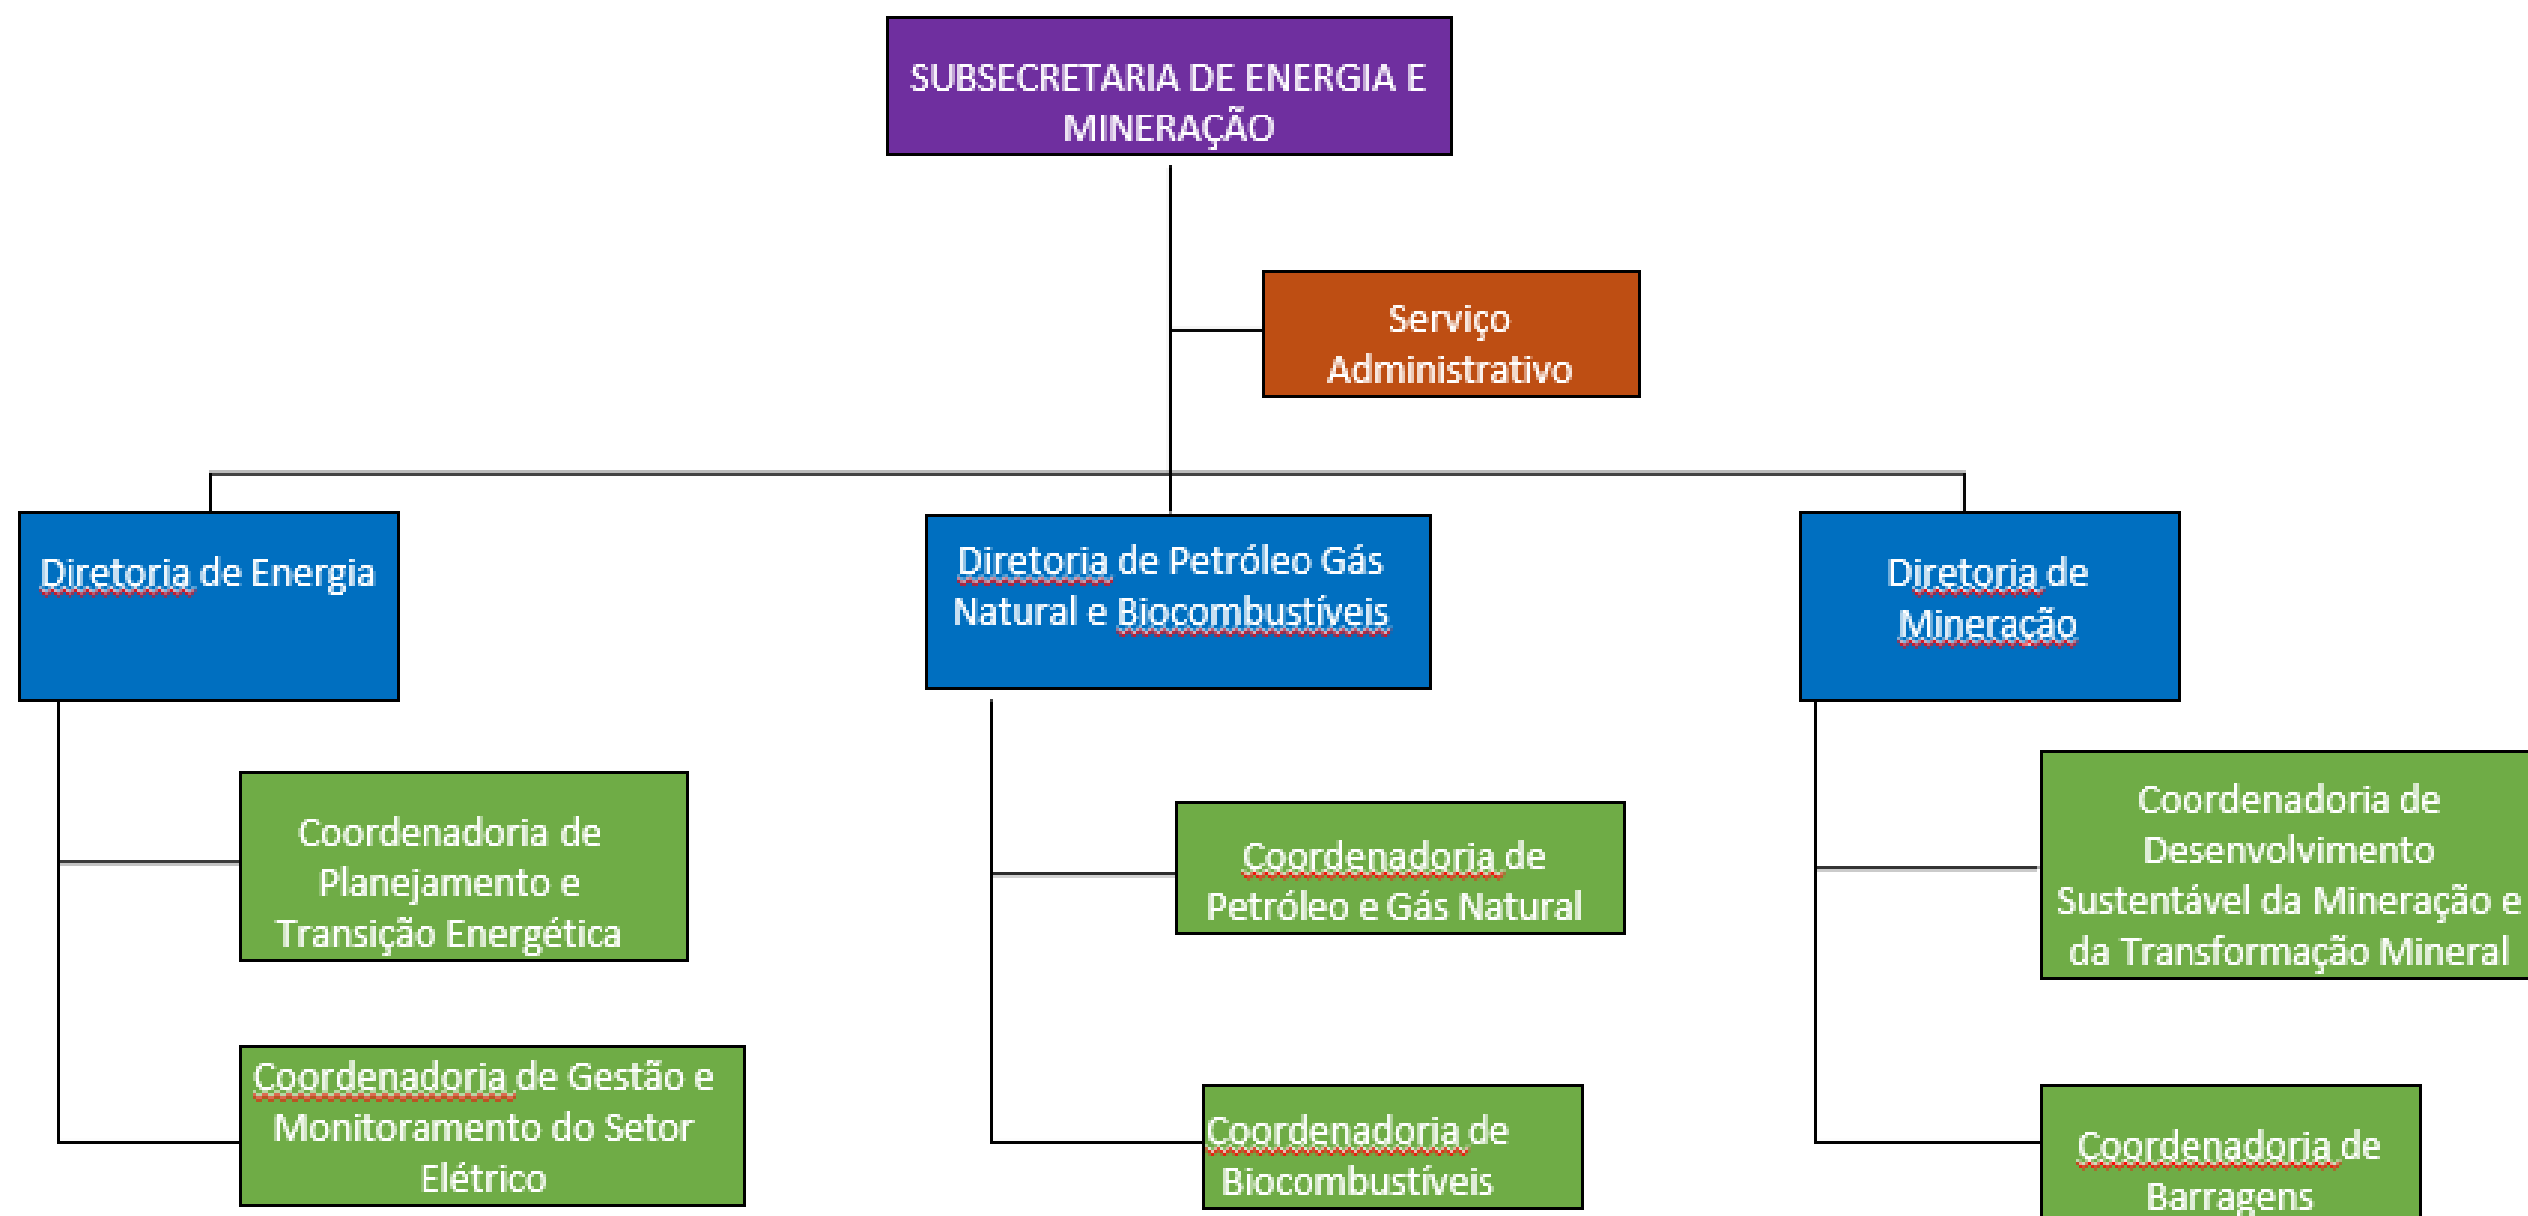 SUBSECRETARIA DE ENERGIA E
MINERAÇÃO
Serviço
Administrativo
Diretoria de Energia
Diretoria de Petróleo Gás
Natural e Biocombustíveis
Diretoria de
Mineração
Coordenadoria de
Planejamento e
Transição Energética
Coordenadoria de
Petróleo e Gás Natural
Coordenadoria de
Desenvolvimento
Sustentável da Mineração e
da Transformação Mineral
Coordenadoria de Gestão e
Monitoramento do Setor
Elétrico
Coordenadoria de
Biocombustíveis
Coordenadoria de
Barragens